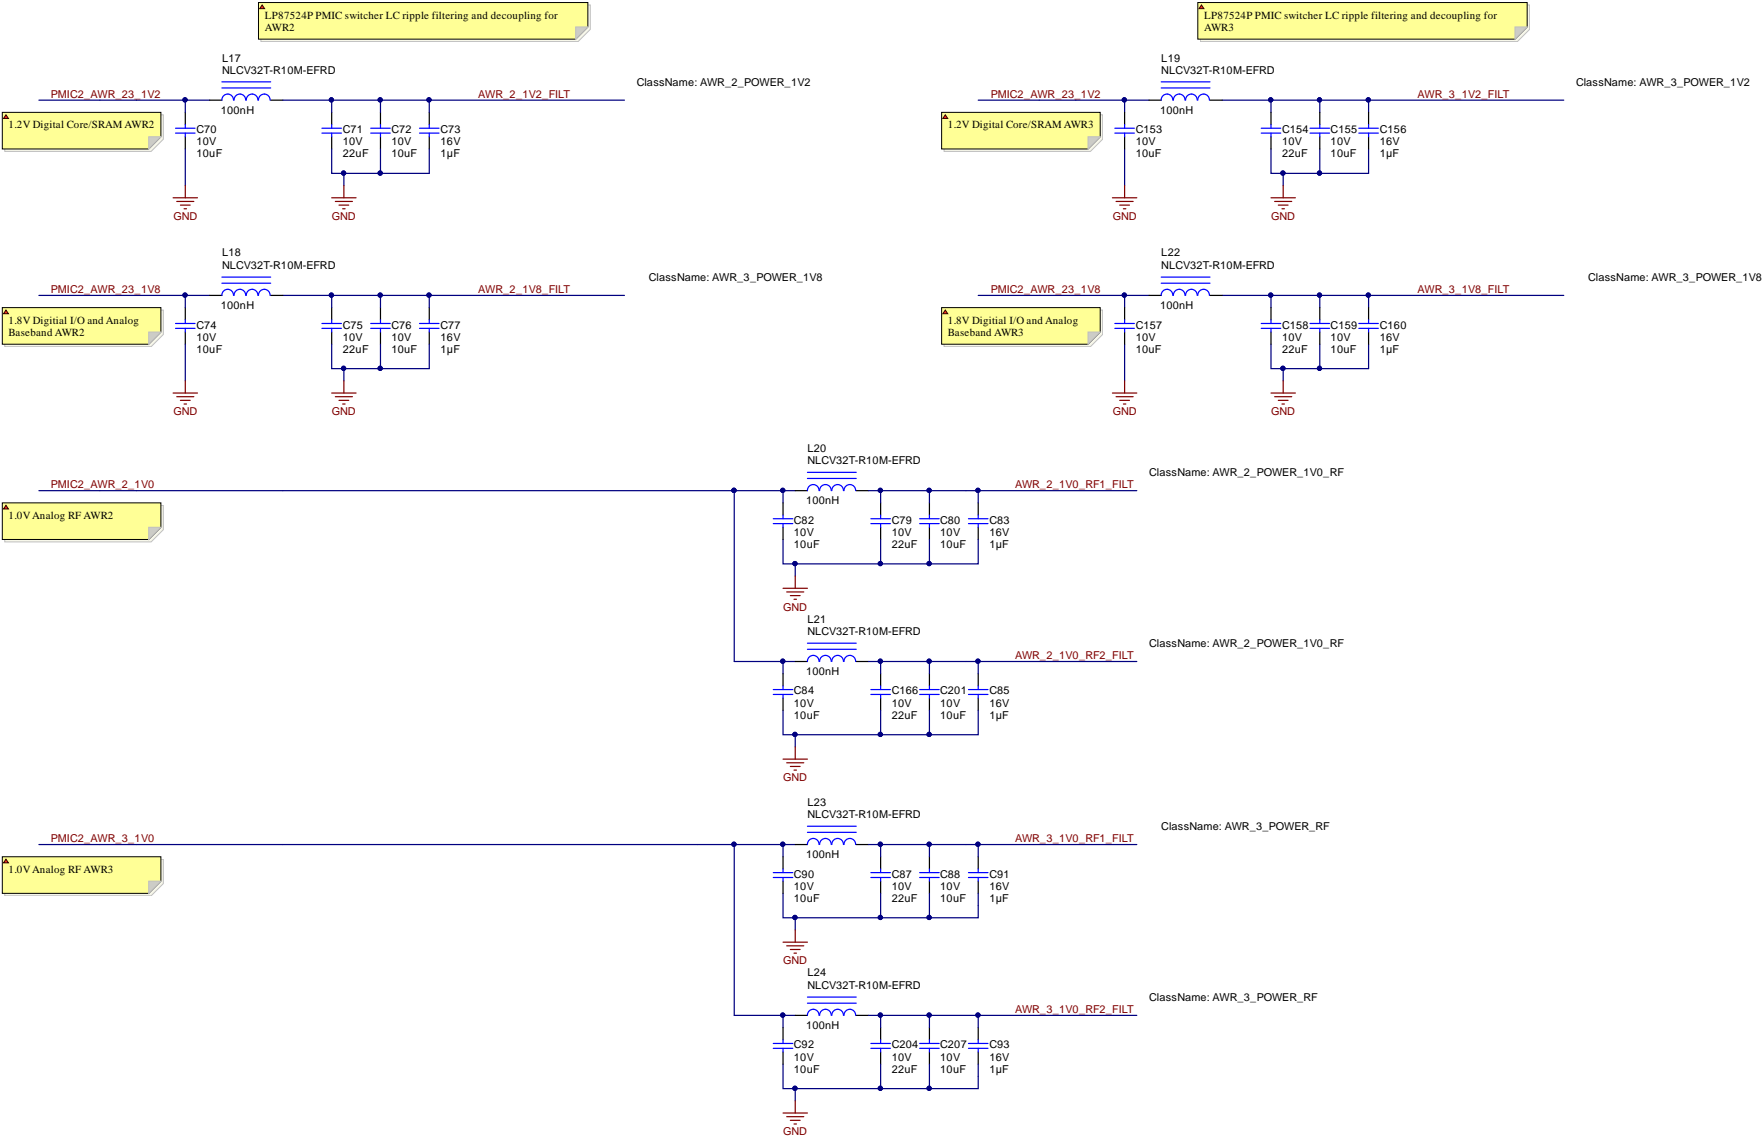 LP87524P PMIC switcher LC ripple filtering and decoupling for
AWR2
LP87524P PMIC switcher LC ripple filtering and decoupling for
AWR3
L17
NLCV32T-R10M-EFRD
ClassName: AWR_2_POWER_1V2
PMIC2_AWR_23_1V2
100nH
AWR_2_1V2_FILT
1.2V Digital Core/SRAM AWR2
C70
10V
10uF
C71
10V
22uF
C72
10V
10uF
C73
16V
1µF
GND
GND
L19
NLCV32T-R10M-EFRD
ClassName: AWR_3_POWER_1V2
PMIC2_AWR_23_1V2
100nH
AWR_3_1V2_FILT
1.2V Digital Core/SRAM AWR3
C153
10V
10uF
C154
10V
22uF
C155
10V
10uF
C156
16V
1µF
GND
GND
L18
NLCV32T-R10M-EFRD
ClassName: AWR_3_POWER_1V8
PMIC2_AWR_23_1V8
100nH
AWR_2_1V8_FILT
1.8V Digitial I/O and Analog
Baseband AWR2
C74
10V
10uF
C75
10V
22uF
C76
10V
10uF
C77
16V
1µF
GND
GND
L22
NLCV32T-R10M-EFRD
ClassName: AWR_3_POWER_1V8
PMIC2_AWR_23_1V8
100nH
AWR_3_1V8_FILT
1.8V Digitial I/O and Analog
Baseband AWR3
C157
10V
10uF
C158
10V
22uF
C159
10V
10uF
C160
16V
1µF
GND
GND
L20
NLCV32T-R10M-EFRD
ClassName: AWR_2_POWER_1V0_RF
PMIC2_AWR_2_1V0
100nH
AWR_2_1V0_RF1_FILT
1.0V Analog RF AWR2
C82
10V
10uF
C79
10V
22uF
C80
10V
10uF
C83
16V
1µF
GND
L21
NLCV32T-R10M-EFRD
ClassName: AWR_2_POWER_1V0_RF
100nH
AWR_2_1V0_RF2_FILT
C84
10V
10uF
C166
10V
22uF
C201
10V
10uF
C85
16V
1µF
GND
L23
NLCV32T-R10M-EFRD
ClassName: AWR_3_POWER_RF
PMIC2_AWR_3_1V0
100nH
AWR_3_1V0_RF1_FILT
1.0V Analog RF AWR3
C90
10V
10uF
C87
10V
22uF
C88
10V
10uF
C91
16V
1µF
GND
L24
NLCV32T-R10M-EFRD
ClassName: AWR_3_POWER_RF
100nH
AWR_3_1V0_RF2_FILT
C92
10V
10uF
C204
10V
22uF
C207
10V
10uF
C93
16V
1µF
GND